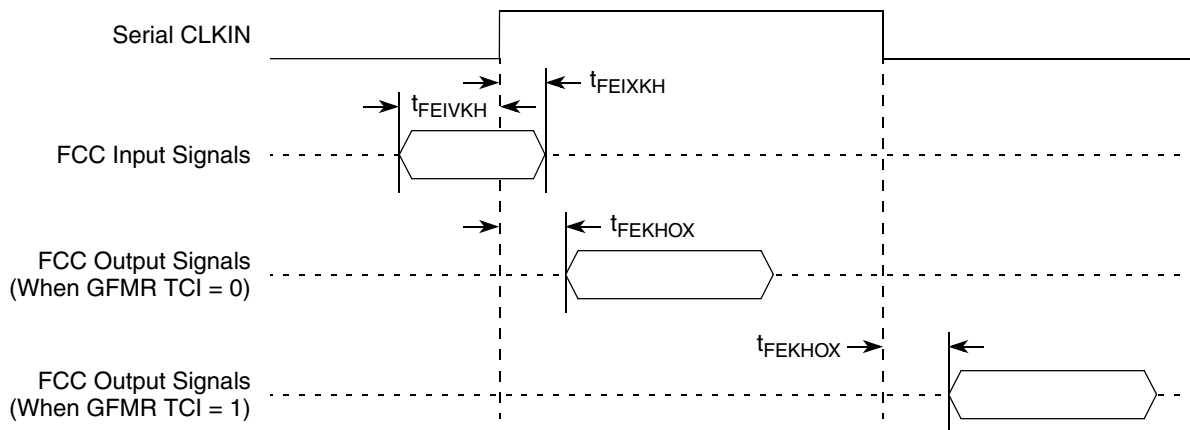 Serial CLKIN
tFEIXKH
tFEIVKH
FCC Input Signals
tFEKHOX
FCC Output Signals
(When GFMR TCI = 0)
tFEKHOX
FCC Output Signals
(When GFMR TCI = 1)